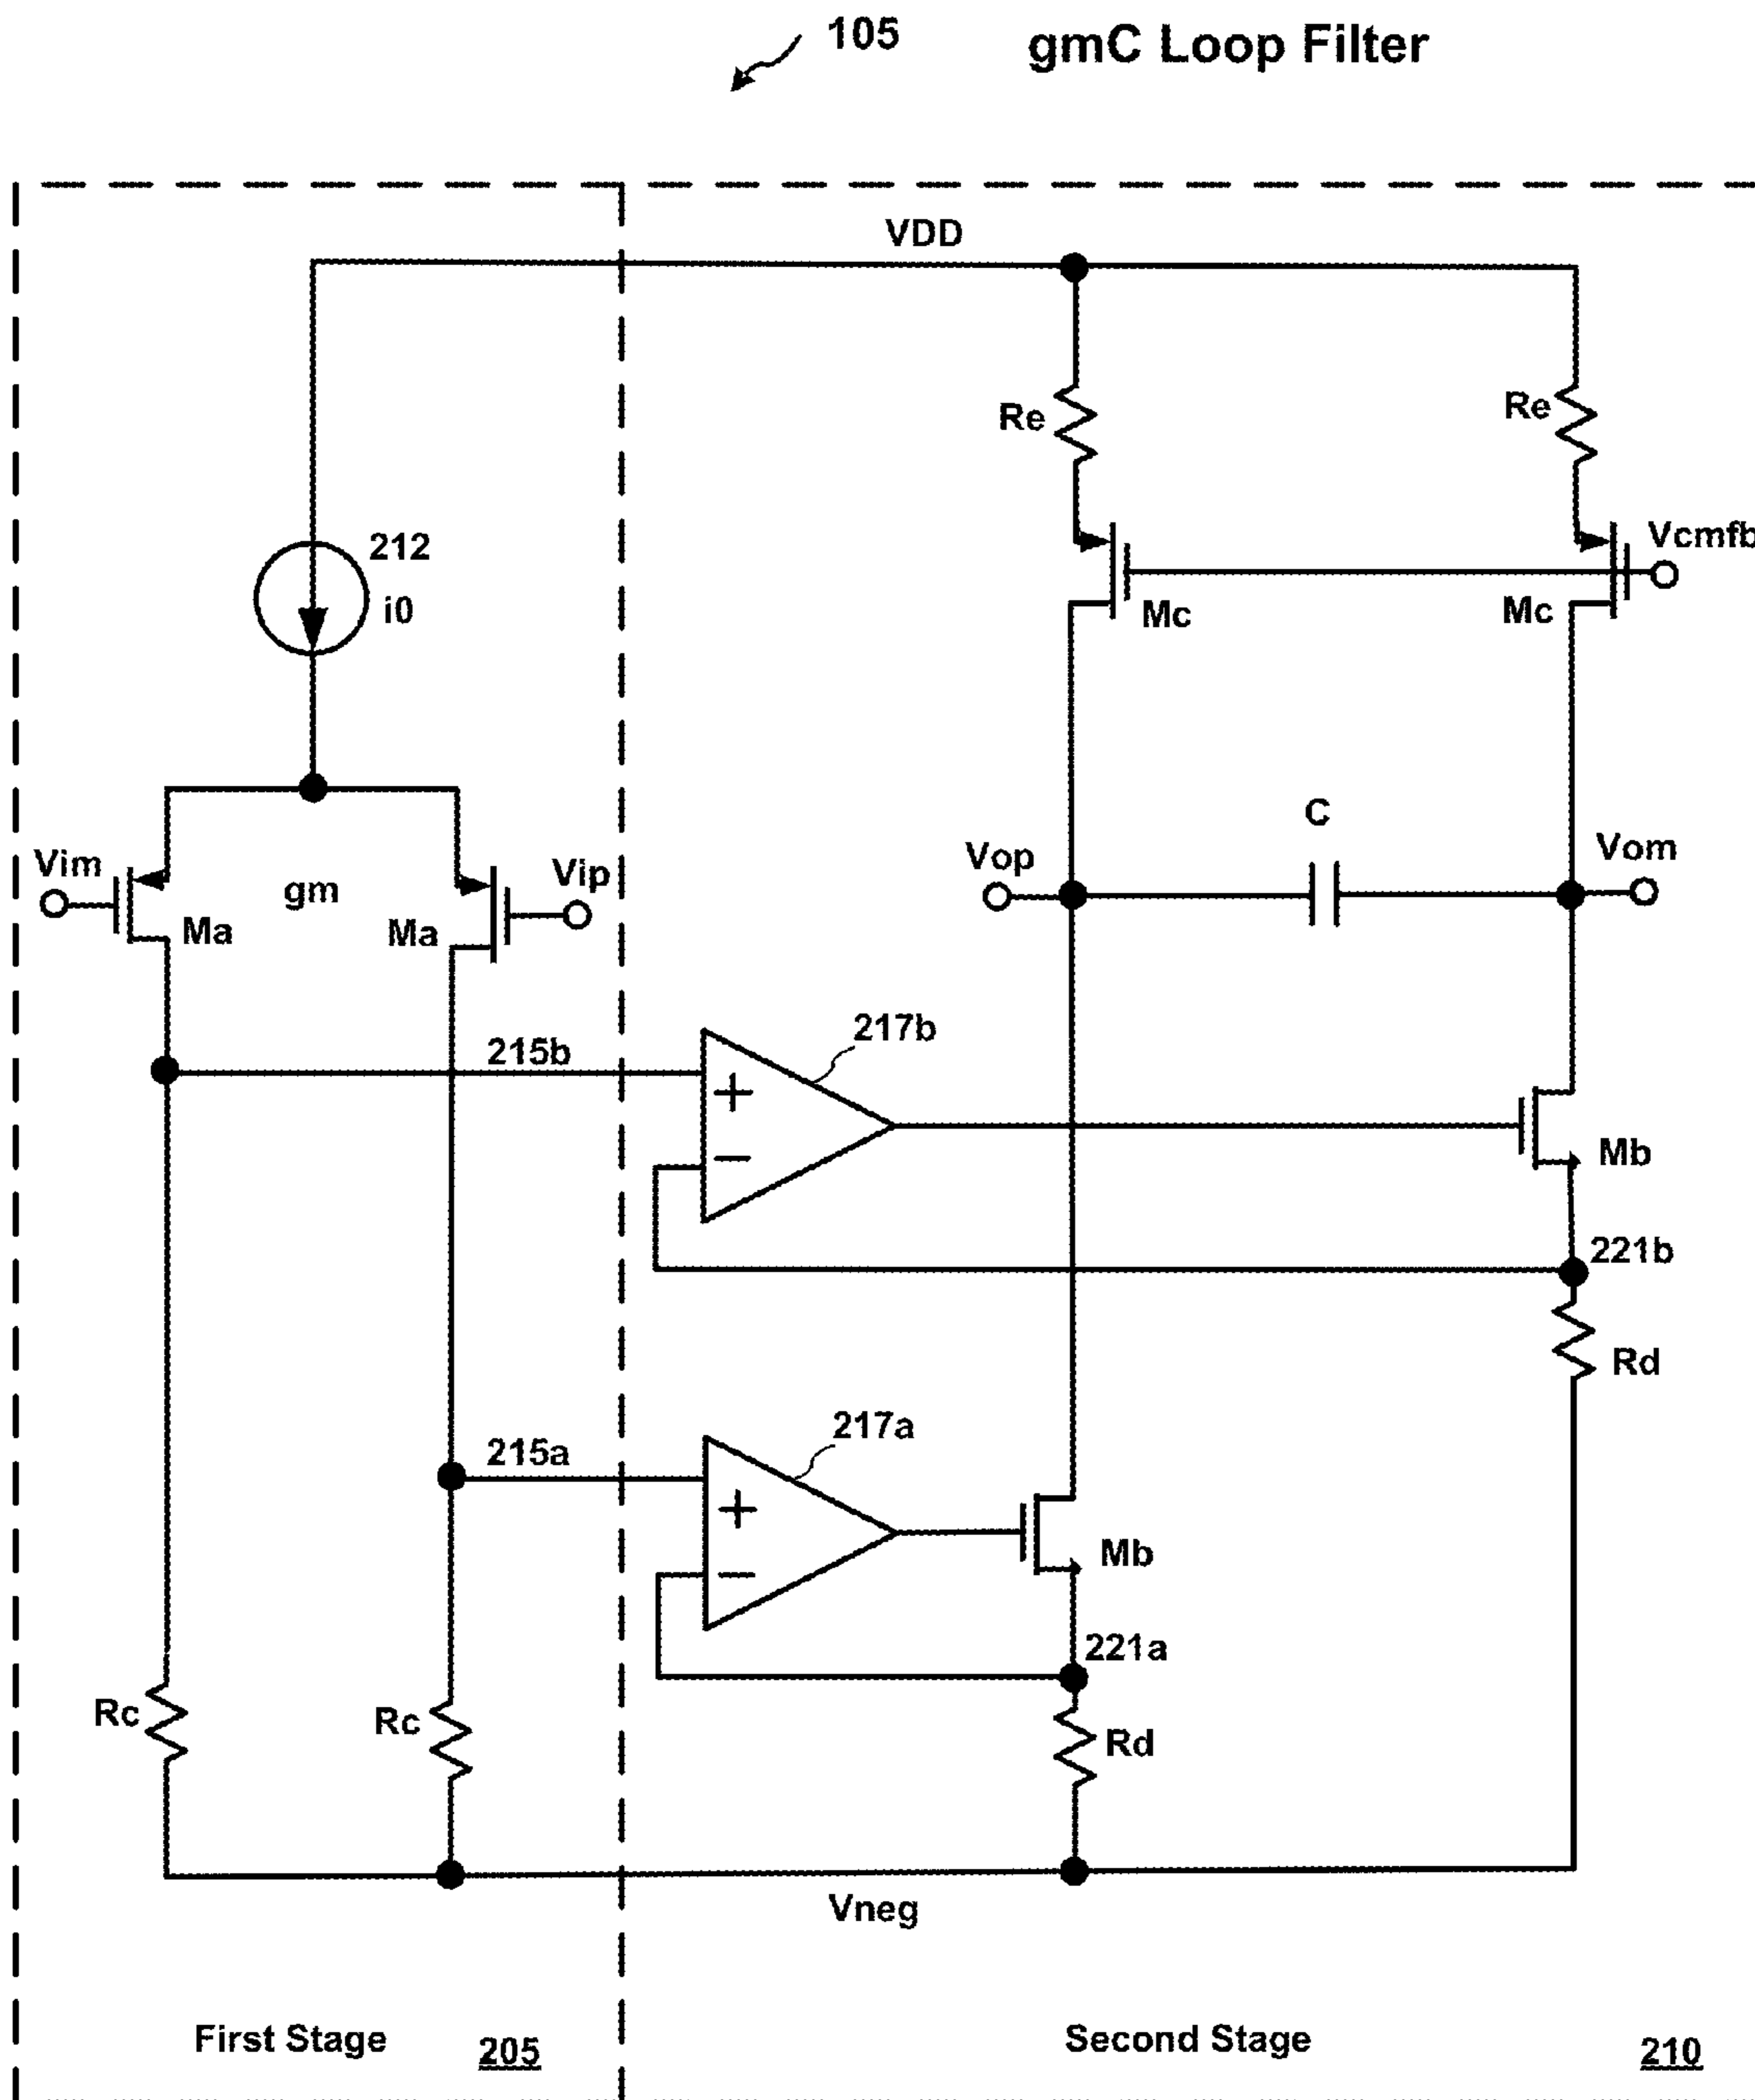 105
gmC Loop Filter
VDD
Re
Re
212
i0
Vcmfb
Mc
Mc
C
Vim
gm
Vip
Vop
Vom
Ma
Ma
217b
215b
+
−
Mb
221b
Rd
217a
215a
+
−
Mb
221a
Rc
Rc
Rd
Vneg
First Stage
205
Second Stage
210